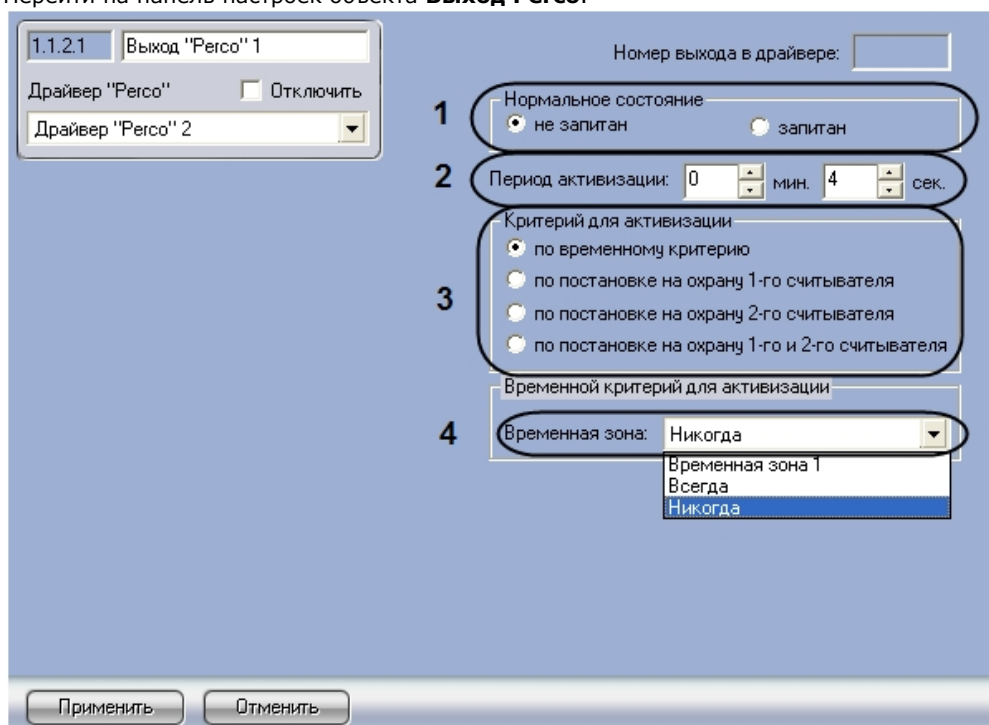 Перейти на панель настроек объекта Выход Perco.
1.1.2.1 Выход "Perco" 1
Драйвер "Perco" Отключить
Драйвер "Perco" 2
Номер выхода в драйвере:
1
Нормальное состояние
не запитан запитан
2
Период активизации: 0 мин. 4 сек.
3
Критерий для активизации
по временному критерию
по постановке на охрану 1-го считывателя
по постановке на охрану 2-го считывателя
по постановке на охрану 1-го и 2-го считывателя
Временной критерий для активизации
4
Временная зона: Никогда
Временная зона 1
Всегда
Никогда
Применить Отменить